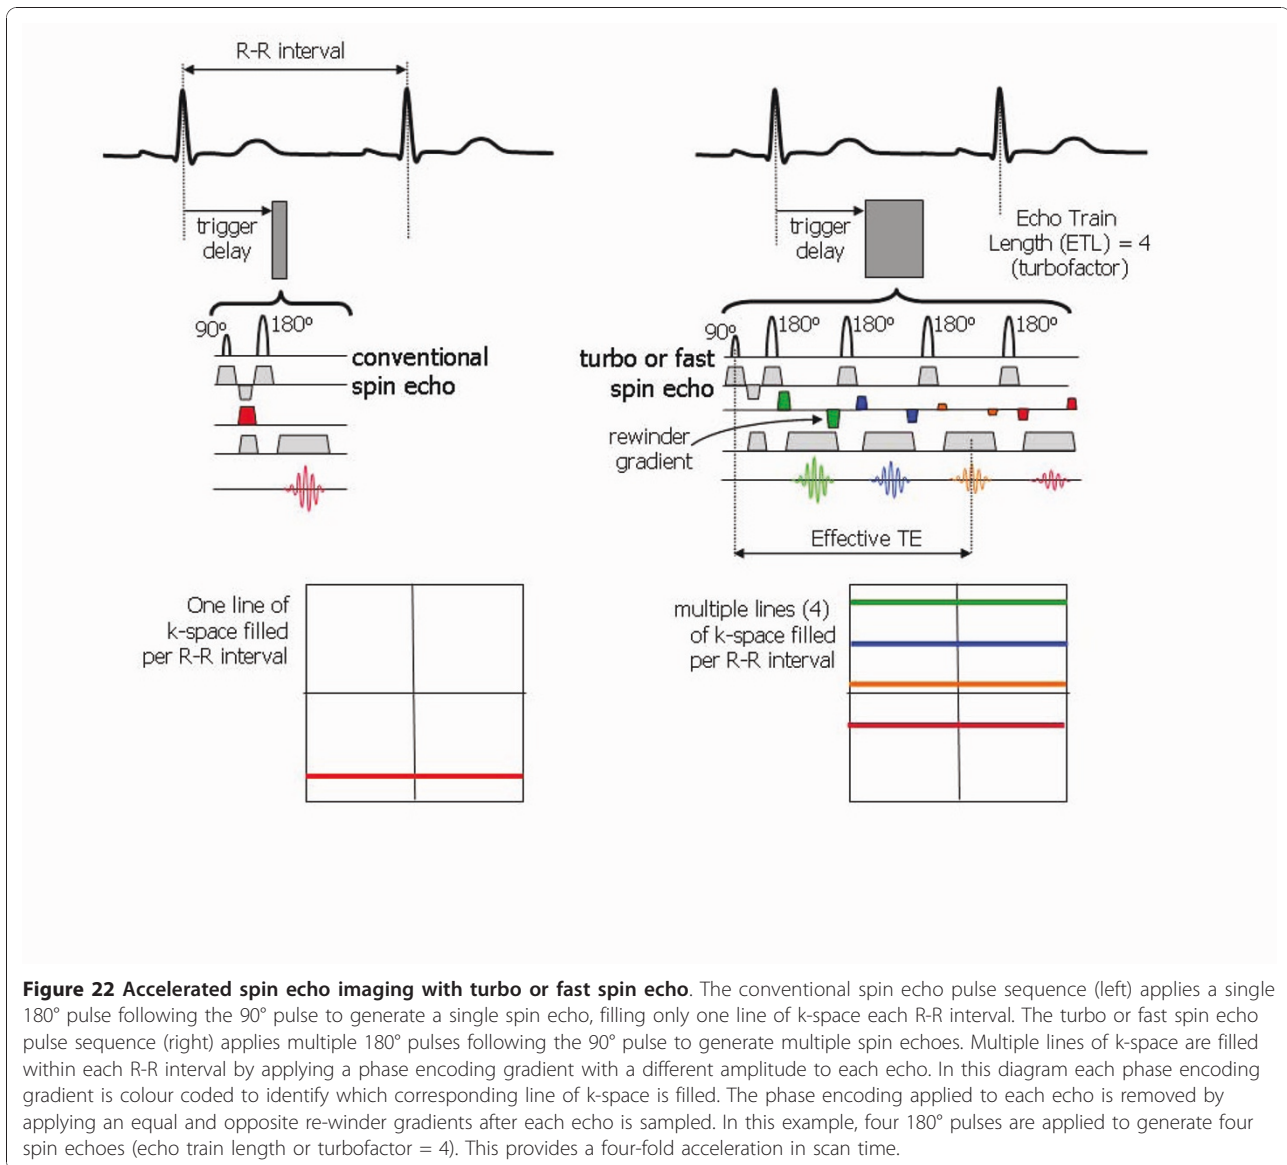 R-R interval
trigger
delay
trigger
delay
Echo Train
Length (ETL) = 4
(turbofactor)
90º
180º
conventional
spin echo
90º
180º
180º
180º
180º
turbo or fast
spin echo
rewinder
gradient
Effective TE
One line of
k-space filled
per R-R interval
multiple lines (4)
of k-space filled
per R-R interval
Figure 22 Accelerated spin echo imaging with turbo or fast spin echo. The conventional spin echo pulse sequence (left) applies a single
180° pulse following the 90° pulse to generate a single spin echo, filling only one line of k-space each R-R interval. The turbo or fast spin echo
pulse sequence (right) applies multiple 180° pulses following the 90° pulse to generate multiple spin echoes. Multiple lines of k-space are filled
within each R-R interval by applying a phase encoding gradient with a different amplitude to each echo. In this diagram each phase encoding
gradient is colour coded to identify which corresponding line of k-space is filled. The phase encoding applied to each echo is removed by
applying an equal and opposite re-winder gradients after each echo is sampled. In this example, four 180° pulses are applied to generate four
spin echoes (echo train length or turbofactor = 4). This provides a four-fold acceleration in scan time.